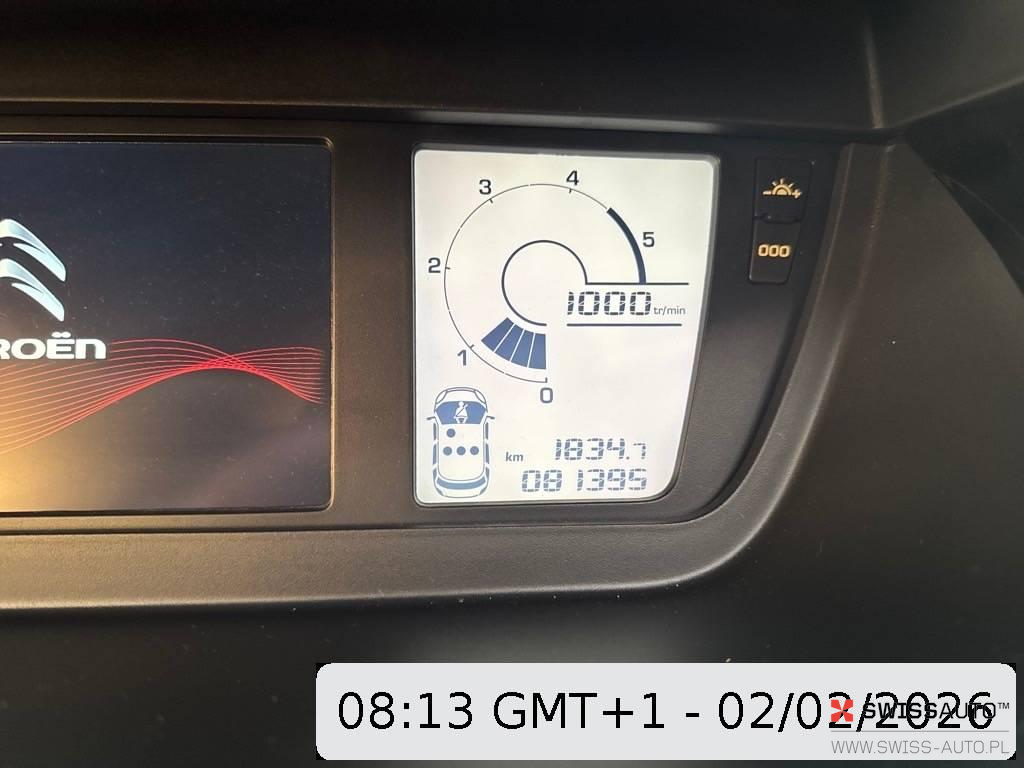 3
4
5
2
1000 tr/min
000
ROËN
1
0
km 1834.7
081395
08:13 GMT+1 - 02/02/2026
SWISSAUTO™
WWW.SWISS-AUTO.PL